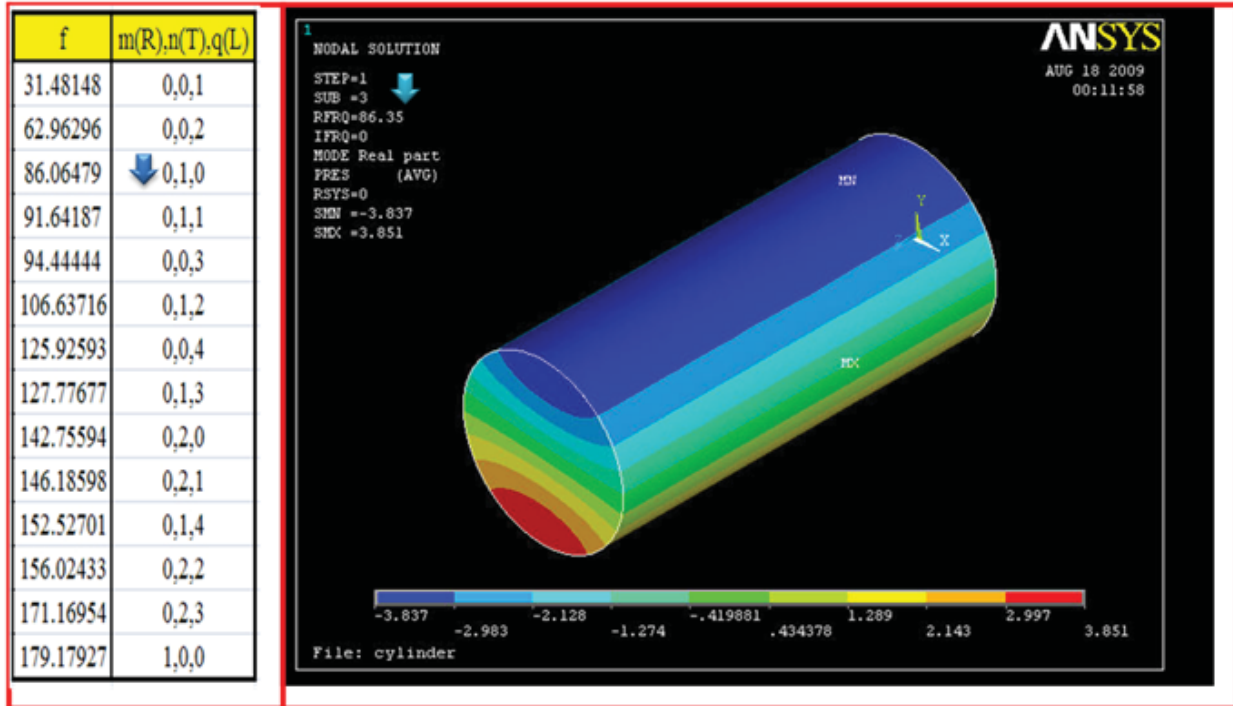 f m(R),n(T),q(L)
31.48148 0,0,1
62.96296 0,0,2
86.06479 0,1,0
91.64187 0,1,1
94.44444 0,0,3
106.63716 0,1,2
125.92593 0,0,4
127.77677 0,1,3
142.75594 0,2,0
146.18598 0,2,1
152.52701 0,1,4
156.02433 0,2,2
171.16954 0,2,3
179.17927 1,0,0
1
NODAL SOLUTION
STEP=1
SUB =3
RFRQ=86.35
IFRQ=0
MODE Real part
PRES (AVG)
RSYS=0
SMN =-3.837
SMX =3.851
ANSYS
AUG 18 2009
00:11:58
MN
Y
Z X
MX
-3.837 -2.128 -.419881 1.289 2.997
-2.983 -1.274 .434378 2.143 3.851
File: cylinder